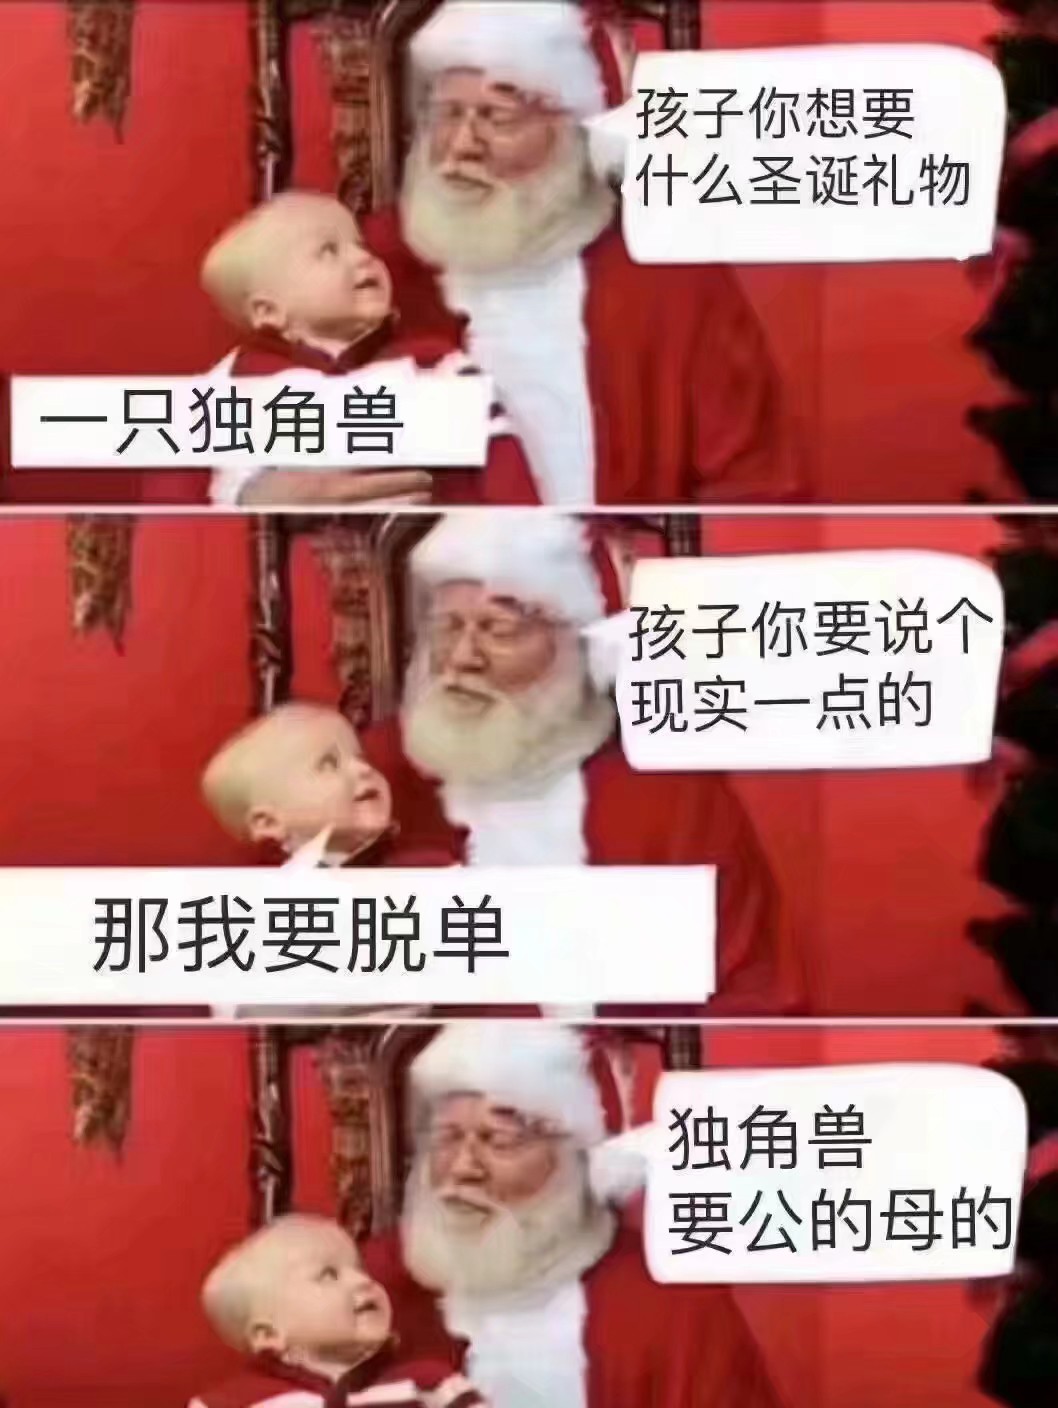 孩子你想要
什么圣诞礼物
一只独角兽
孩子你要说个
现实一点的
那我要脱单
独角兽
要公的母的